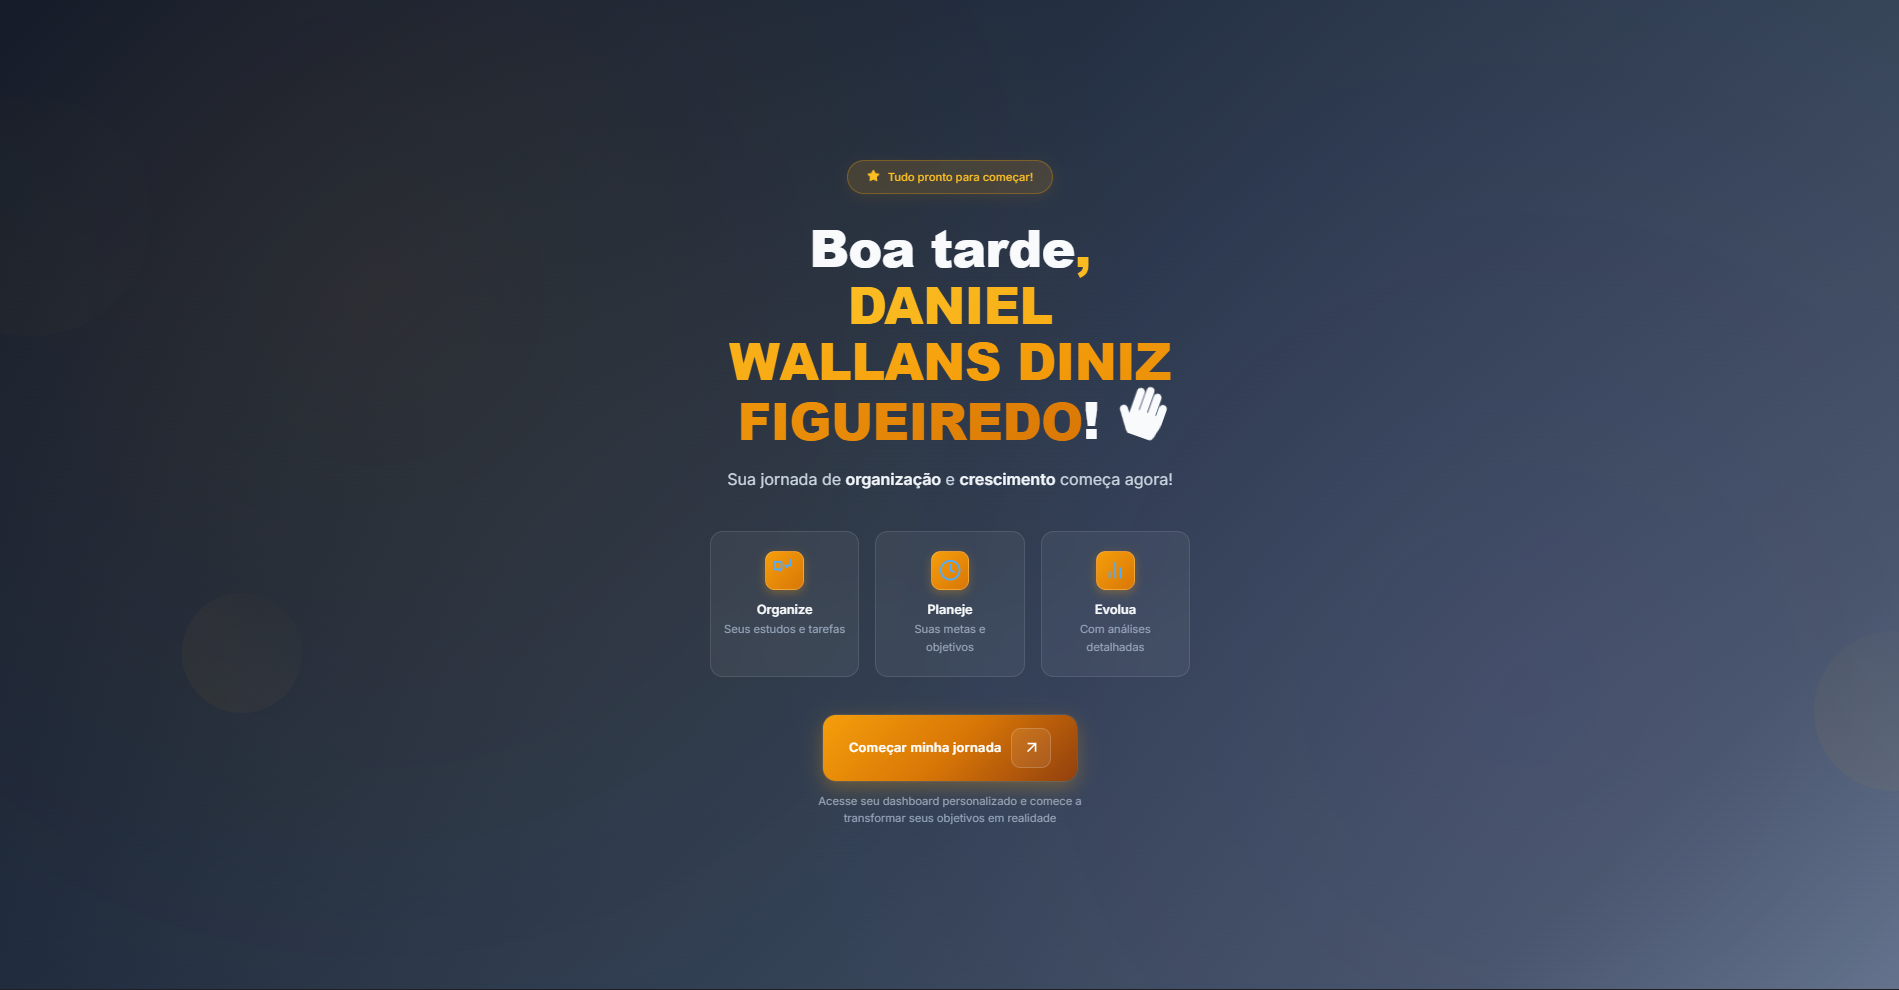 Tudo pronto para começar!
Boa tarde,
DANIEL
WALLANS DINIZ
FIGUEIREDO!
Sua jornada de organização e crescimento começa agora!
Organize
Seus estudos e tarefas
Planeje
Suas metas e
objetivos
Evolua
Com análises
detalhadas
Começar minha jornada
Acesse seu dashboard personalizado e comece a
transformar seus objetivos em realidade